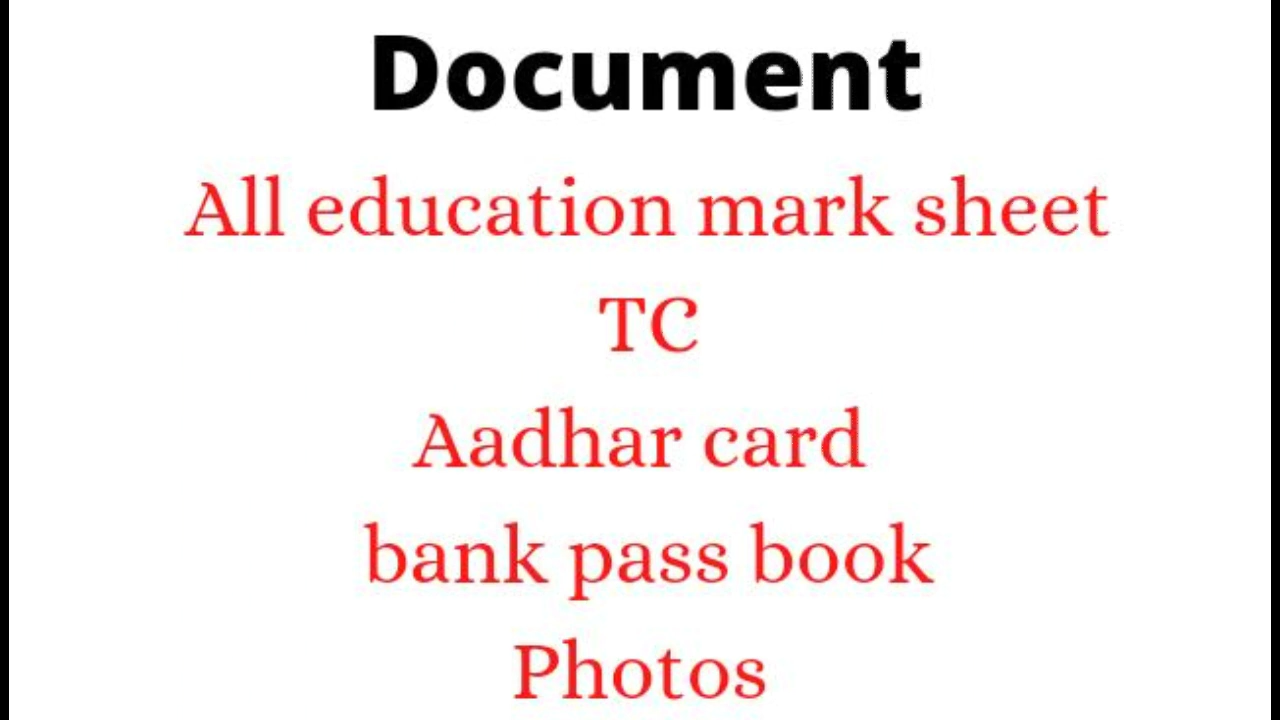 Document
All education mark sheet
TC
Aadhar card
bank pass book
Photos